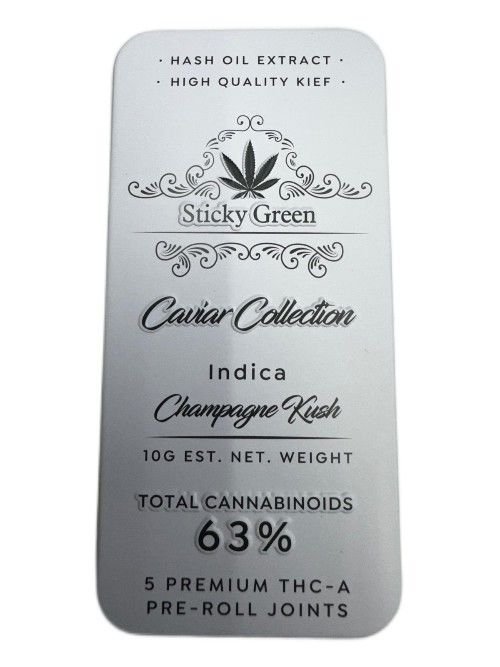 · HASH OIL EXTRACT ·
· HIGH QUALITY KIEF ·
Sticky Green
Caviar Collection
Indica
Champagne Kush
10G EST. NET. WEIGHT
TOTAL CANNABINOIDS
63%
5 PREMIUM THC-A
PRE-ROLL JOINTS